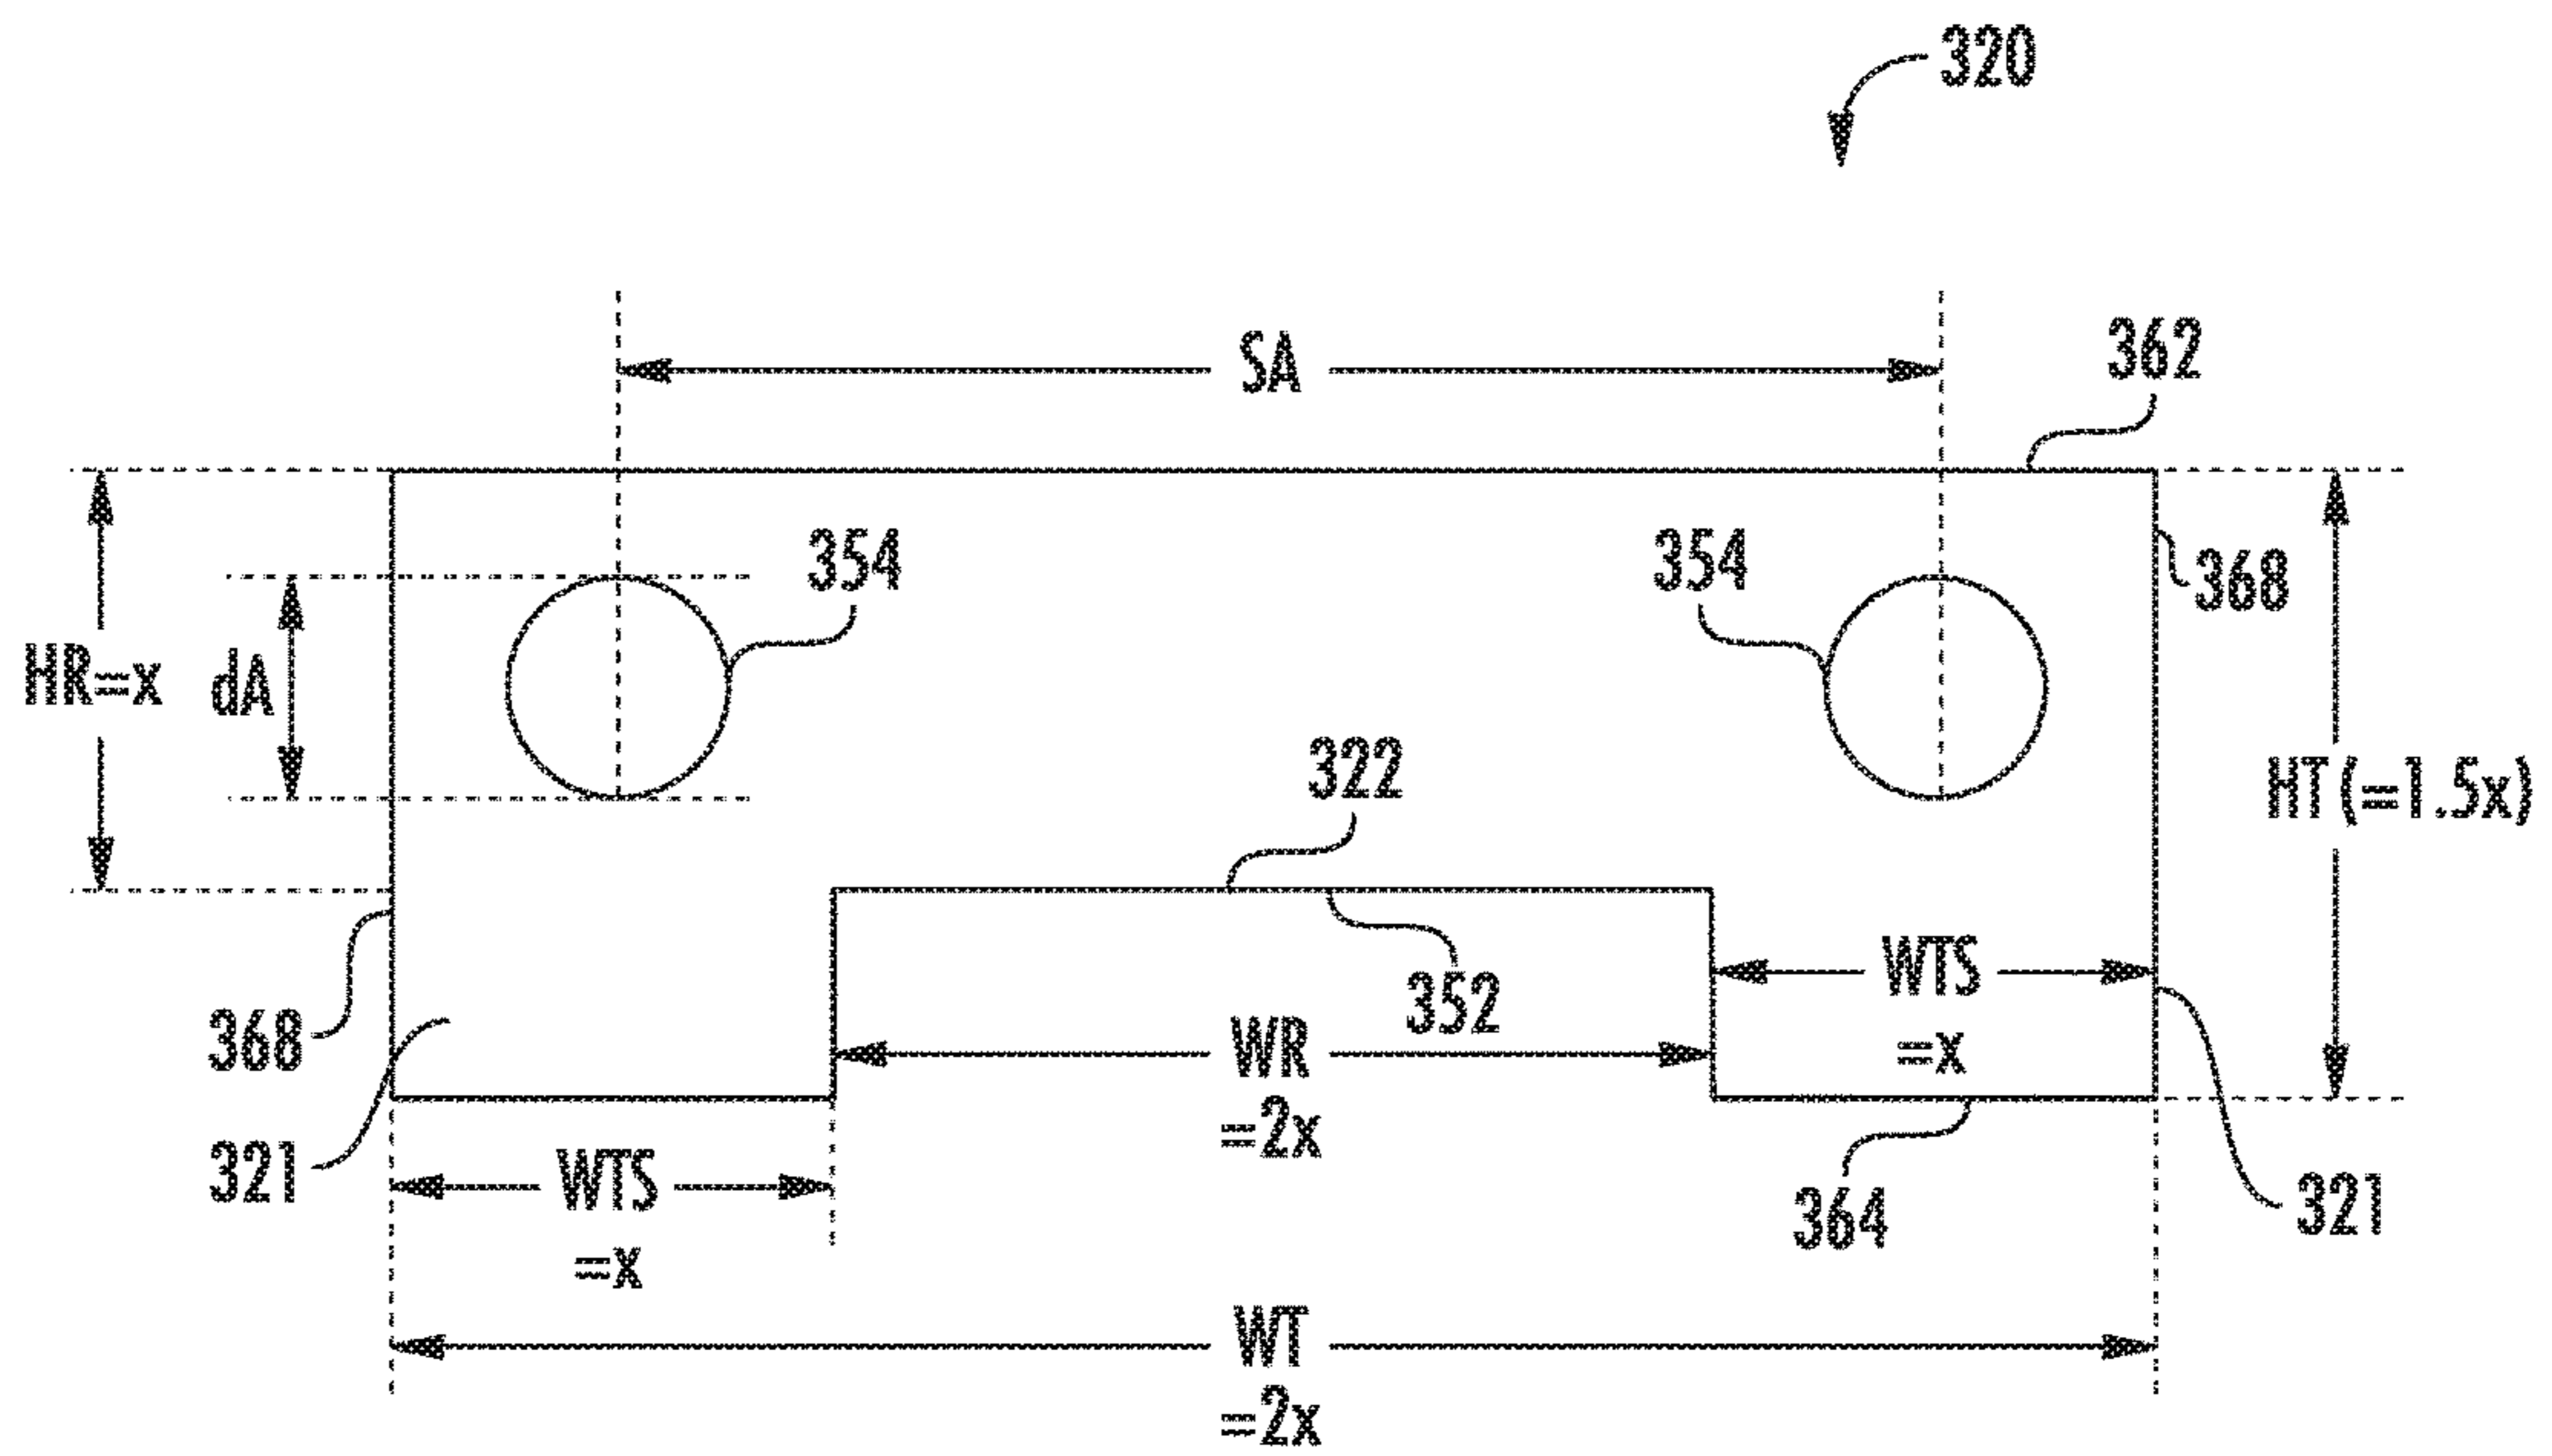 320
SA
362
354
354
368
HR=x
dA
322
HT(=1.5x)
352
WTS
=x
368
WR
=2x
321
WTS
=x
364
321
WT
=2x